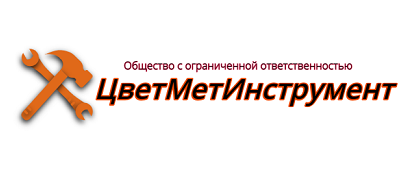 Общество с ограниченной ответственностью
ЦветМетИнструмент